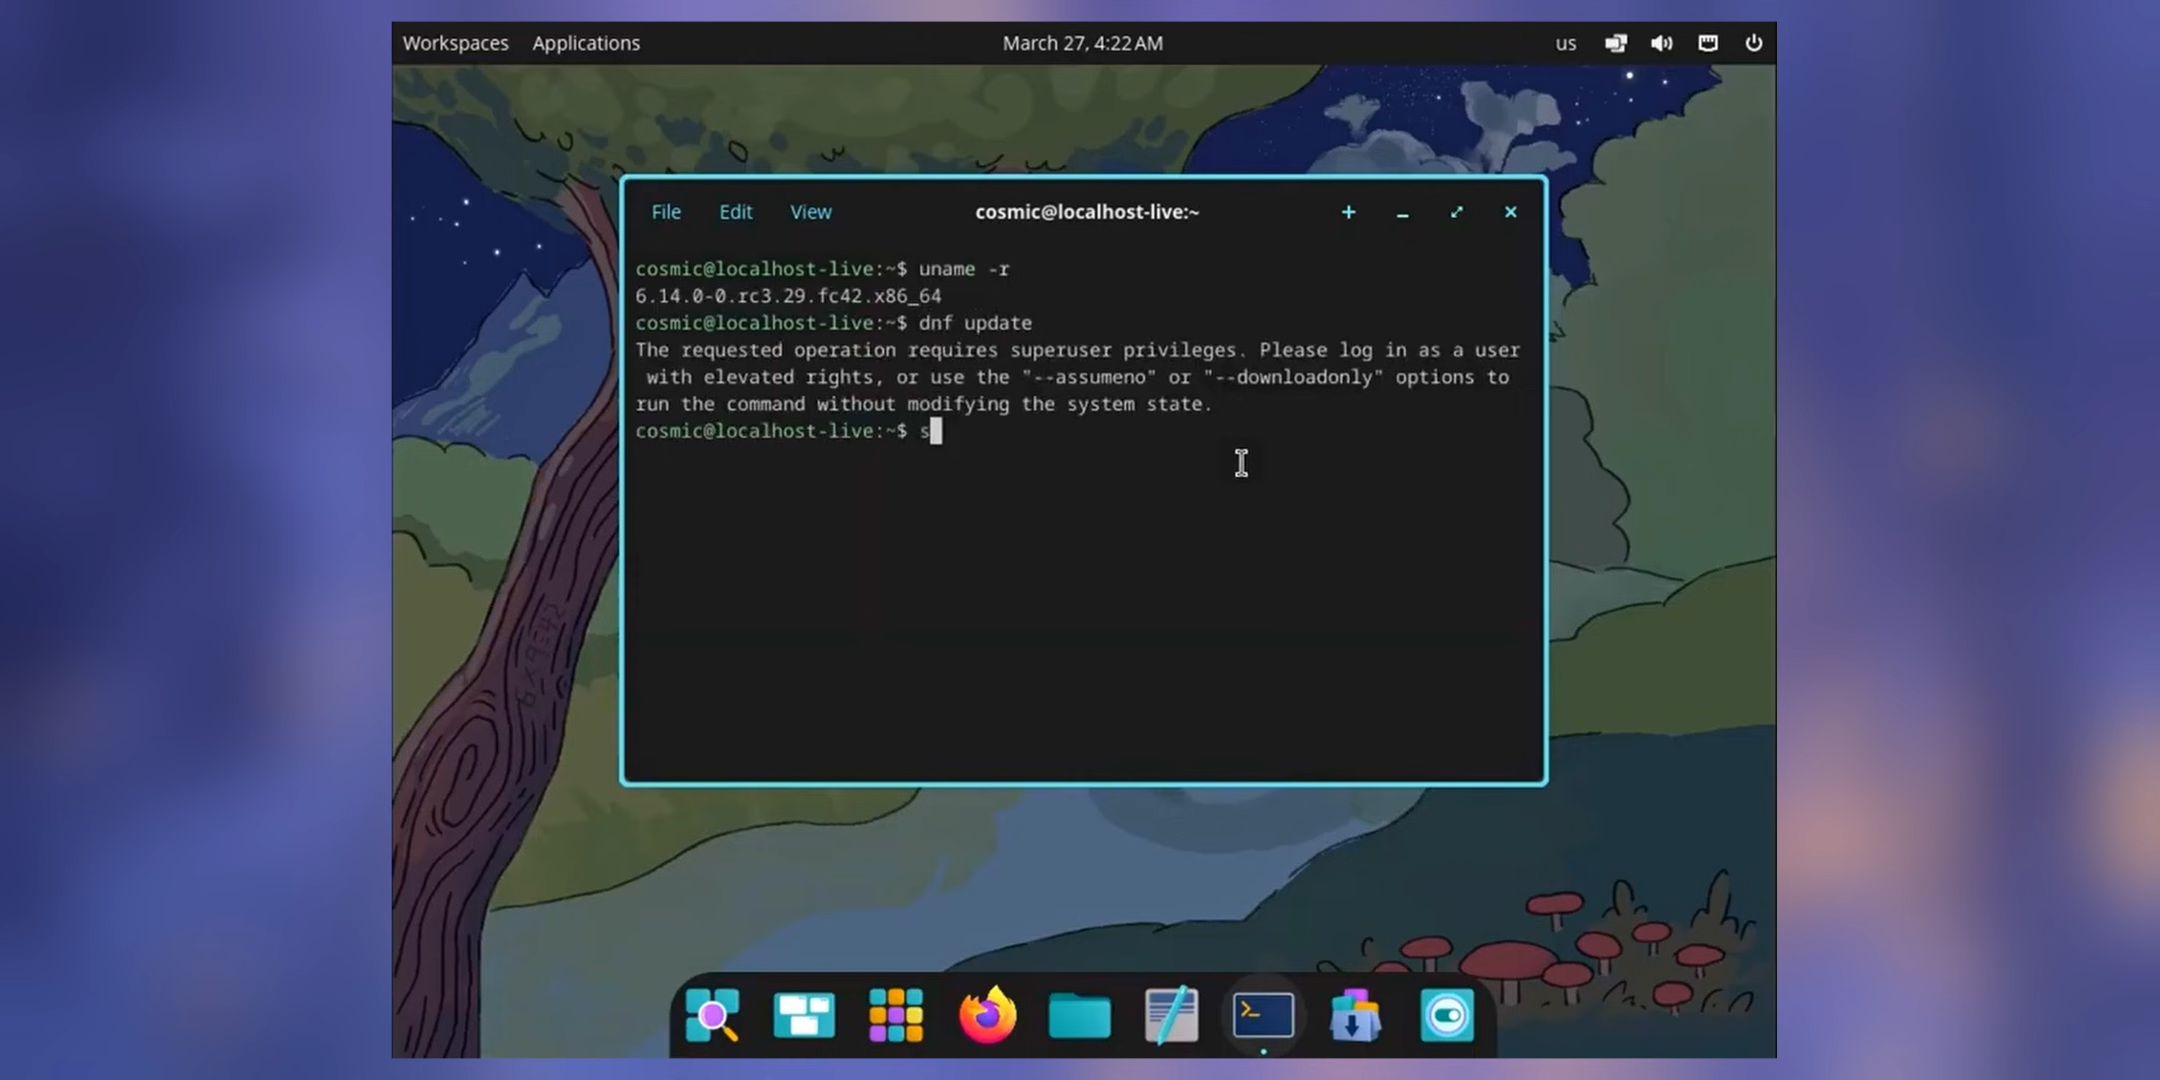 Workspaces Applications March 27, 4:22 AM us
File Edit View cosmic@localhost-live:~
cosmic@localhost-live:~$ uname -r
6.14.0-0.rc3.29.fc42.x86_64
cosmic@localhost-live:~$ dnf update
The requested operation requires superuser privileges. Please log in as a user
with elevated rights, or use the "--assumeno" or "--downloadonly" options to
run the command without modifying the system state.
cosmic@localhost-live:~$ s
6x9=42